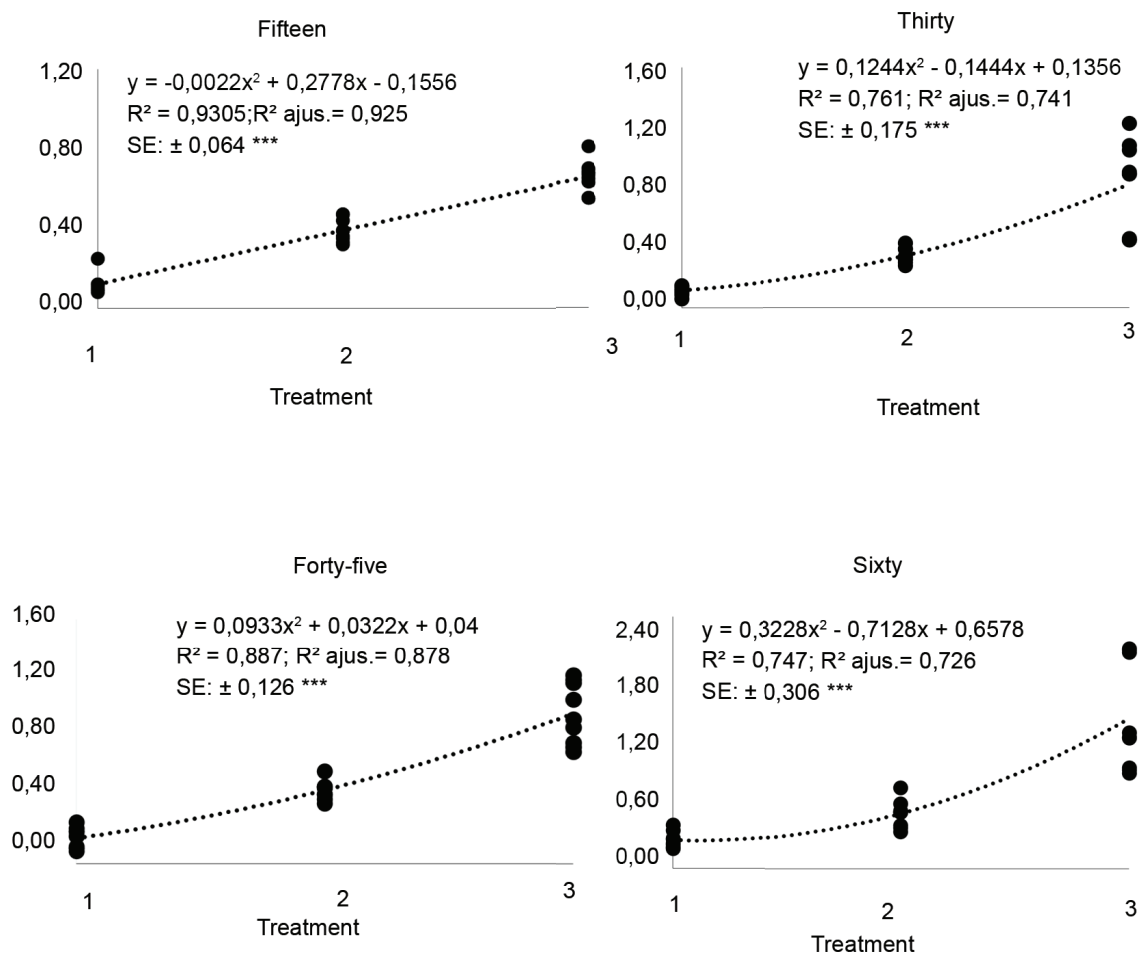 Fifteen
y = -0,0022x² + 0,2778x - 0,1556
R² = 0,9305;R² ajus.= 0,925
SE: ± 0,064 ***
1,20
0,80
0,40
0,00
1
2
3
Treatment
Thirty
y = 0,1244x² - 0,1444x + 0,1356
R² = 0,761; R² ajus.= 0,741
SE: ± 0,175 ***
1,60
1,20
0,80
0,40
0,00
1
2
3
Treatment
Forty-five
y = 0,0933x² + 0,0322x + 0,04
R² = 0,887; R² ajus.= 0,878
SE: ± 0,126 ***
1,60
1,20
0,80
0,40
0,00
1
2
3
Treatment
Sixty
y = 0,3228x² - 0,7128x + 0,6578
R² = 0,747; R² ajus.= 0,726
SE: ± 0,306 ***
2,40
1,80
1,20
0,60
0,00
1
2
3
Treatment